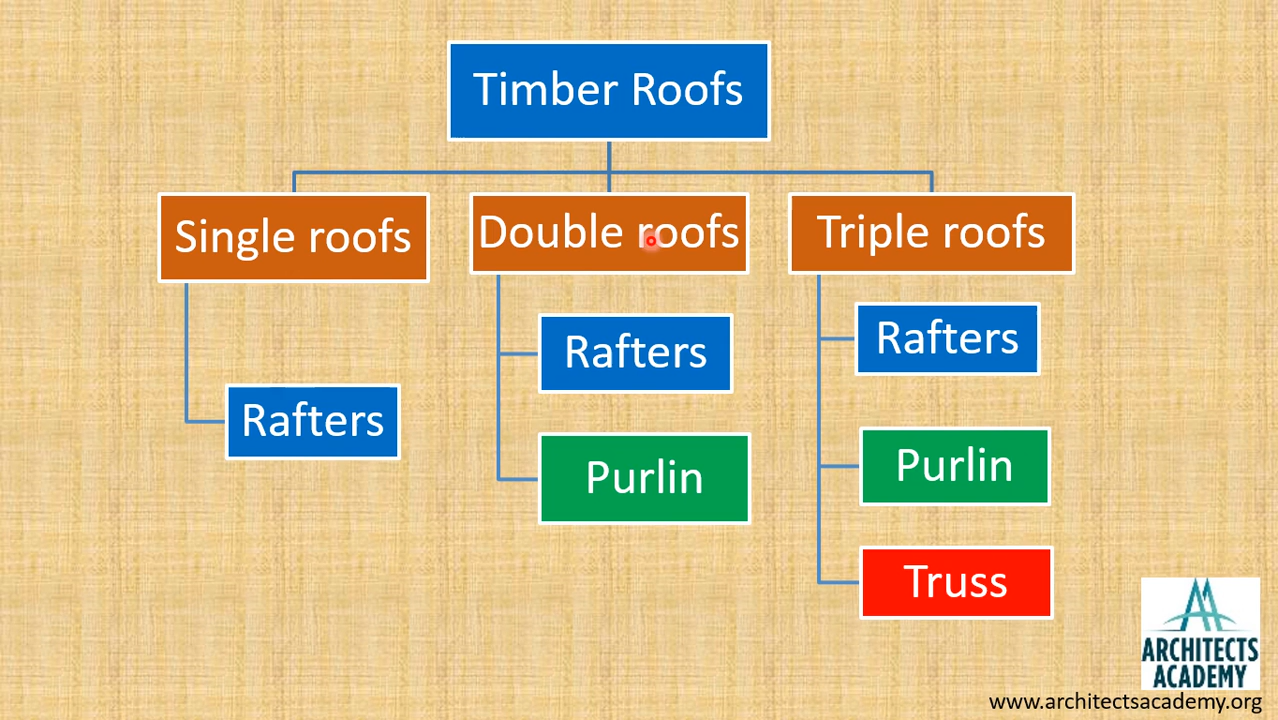 Timber Roofs
Single roofs
Double roofs
Triple roofs
Rafters
Rafters
Purlin
Rafters
Purlin
Truss
ARCHITECTS
ACADEMY
www.architectsacademy.org